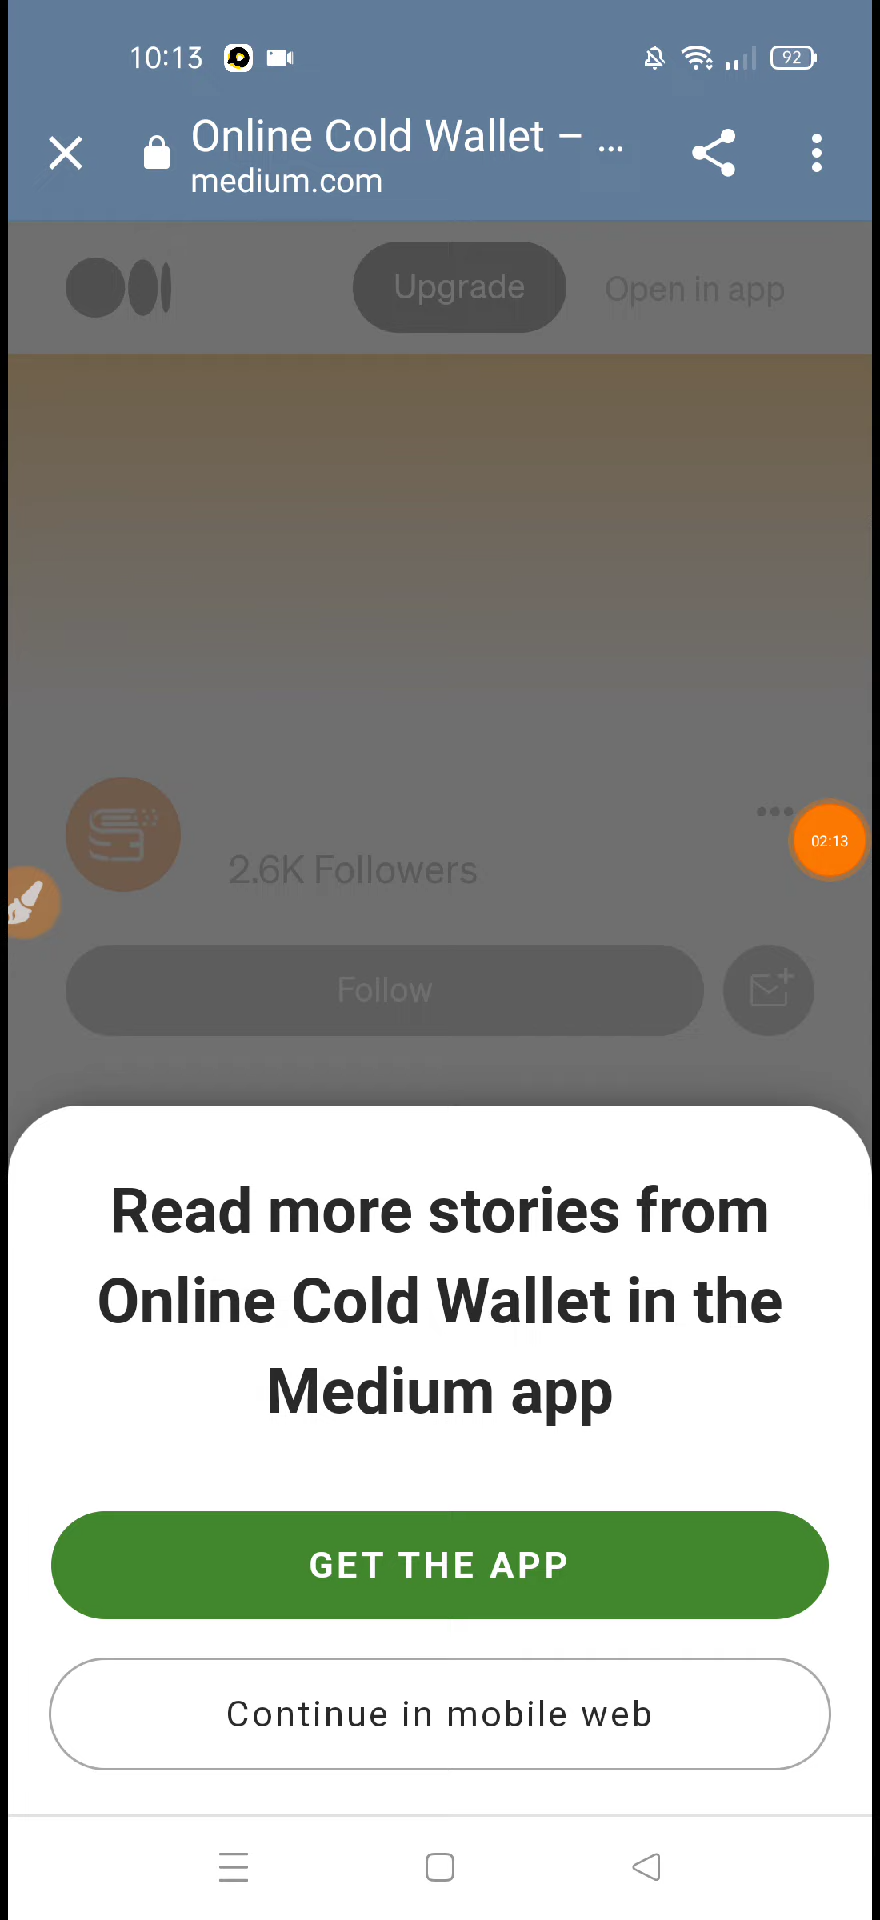 10:13
92
Online Cold Wallet – ...
medium.com
Upgrade
Open in app
02:13
2.6K Followers
Follow
Read more stories from
Online Cold Wallet in the
Medium app
GET THE APP
Continue in mobile web